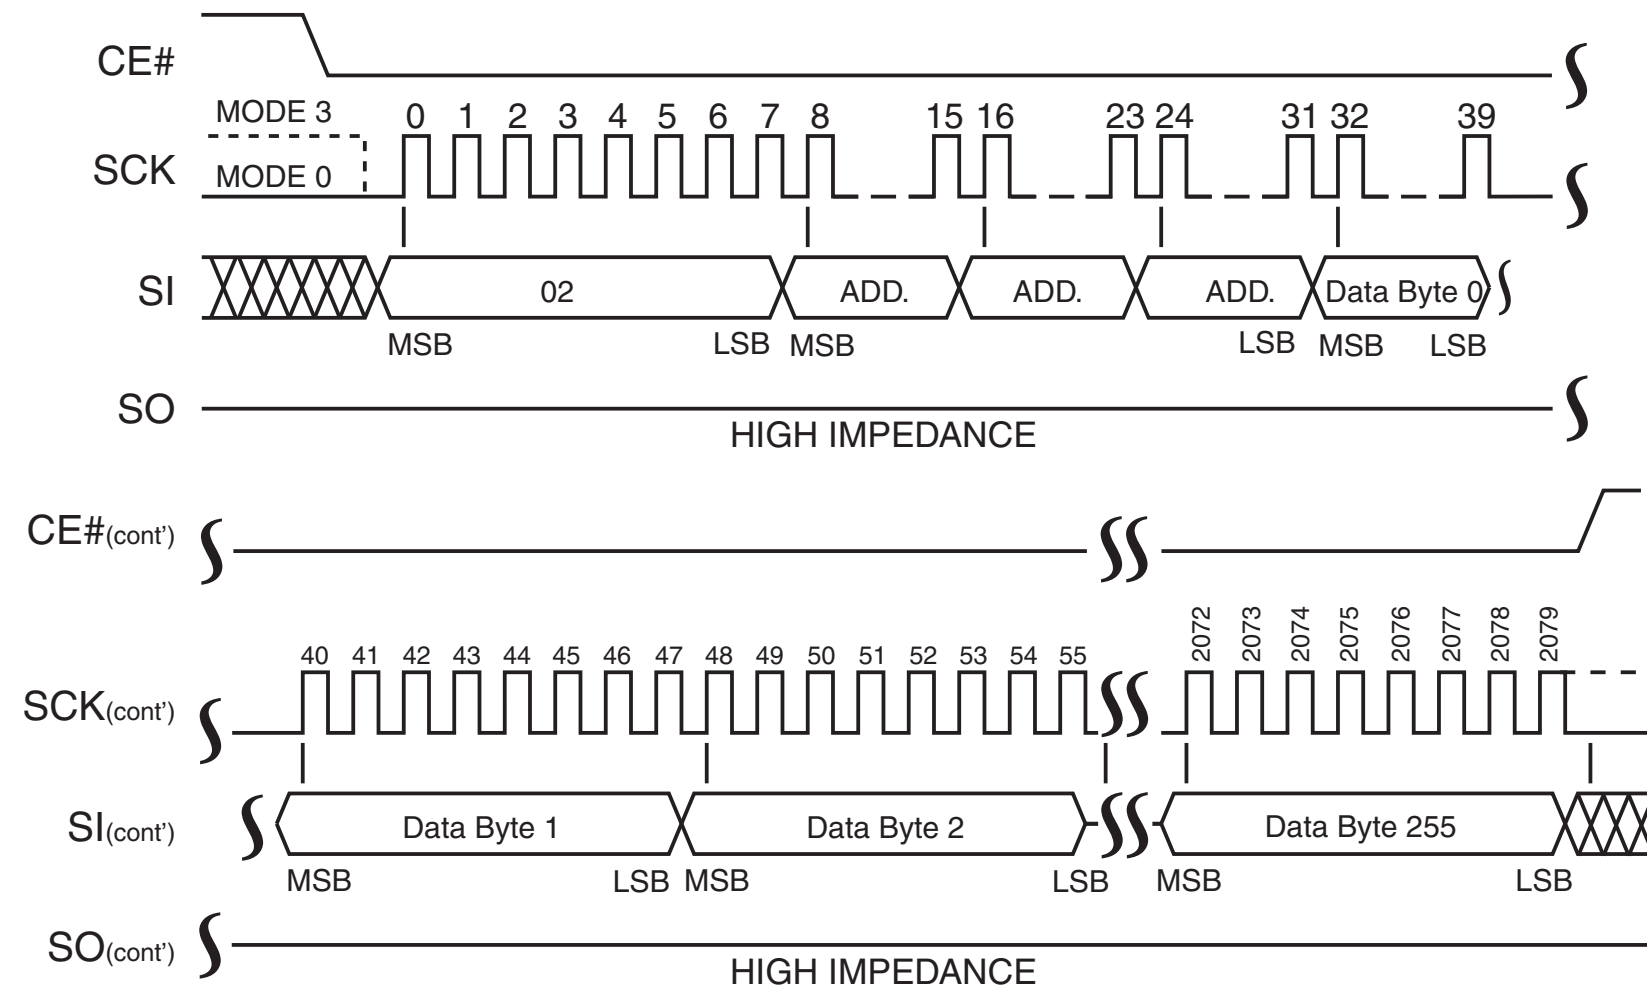 CE#
MODE 3
0 1 2 3 4 5 6 7 8 15 16 23 24 31 32 39
SCK
MODE 0
SI
02 ADD. ADD. ADD. Data Byte 0
MSB LSB MSB LSB MSB LSB
SO
HIGH IMPEDANCE
CE#(cont’)
2072 2073 2074 2075 2076 2077 2078 2079
40 41 42 43 44 45 46 47 48 49 50 51 52 53 54 55
SCK(cont’)
SI(cont’)
Data Byte 1 Data Byte 2 Data Byte 255
MSB LSB MSB LSB MSB LSB
SO(cont’)
HIGH IMPEDANCE